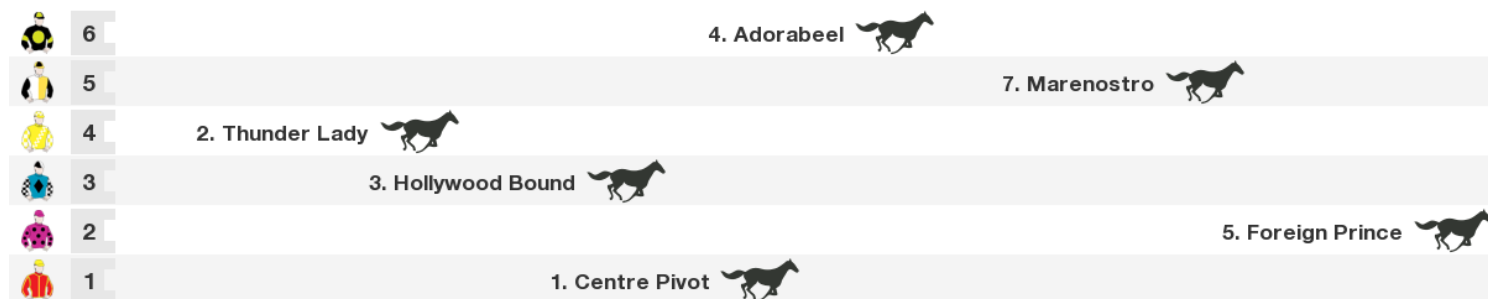 6 4. Adorabeel
5 7. Marenostro
4 2. Thunder Lady
3 3. Hollywood Bound
2 5. Foreign Prince
1 1. Centre Pivot